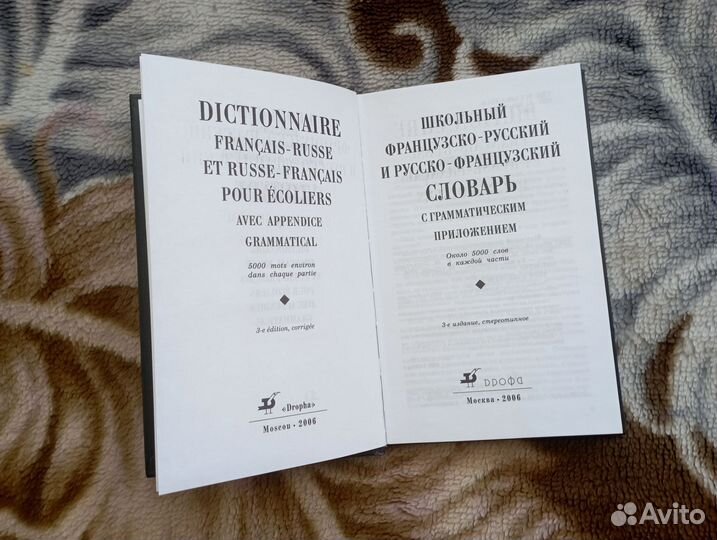 DICTIONNAIRE
FRANÇAIS-RUSSE
ET RUSSE-FRANÇAIS
POUR ÉCOLIERS
AVEC APPENDICE
GRAMMATICAL
5000 mots environ
dans chaque partie
3-e édition, corrigée
«Dropha»
Moscou • 2006
ШКОЛЬНЫЙ
ФРАНЦУЗСКО-РУССКИЙ
И РУССКО-ФРАНЦУЗСКИЙ
СЛОВАРЬ
С ГРАММАТИЧЕСКИМ
ПРИЛОЖЕНИЕМ
Около 5000 слов
в каждой части
3-е издание, стереотипное
дрофа
Москва • 2006
Avito